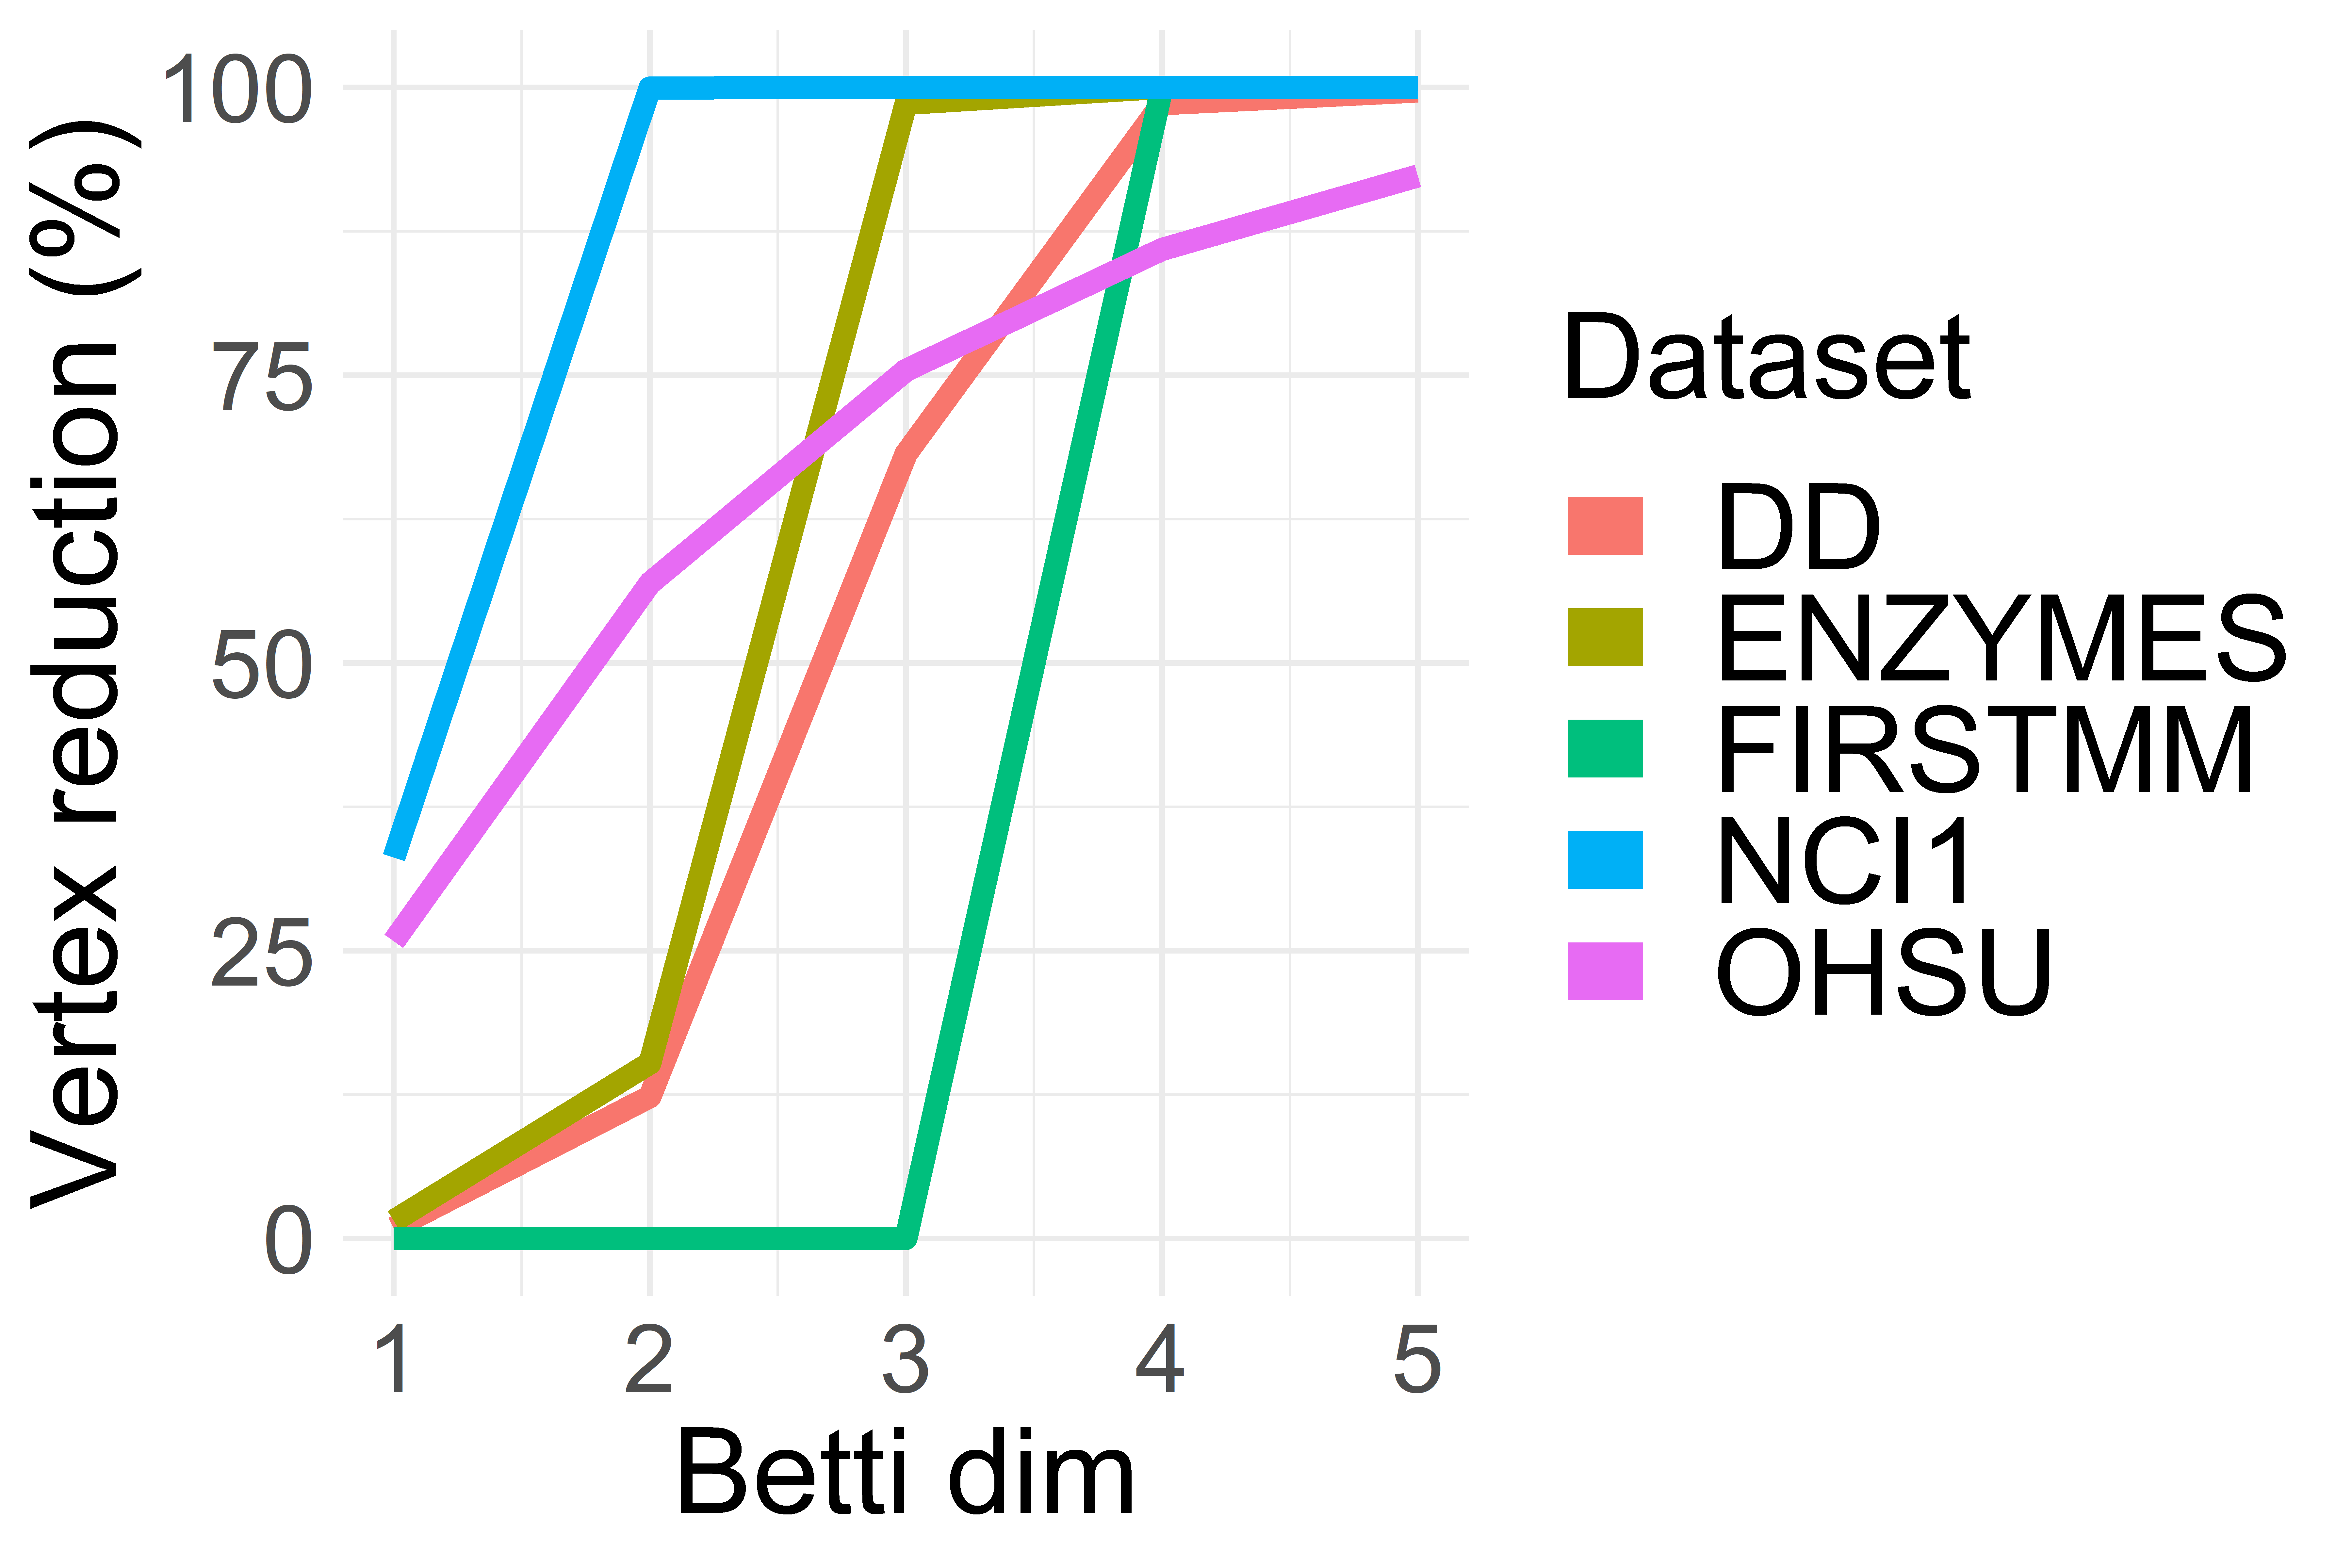 Vertex reduction (%)
100
75
50
25
0
1 2 3 4 5
Betti dim
Dataset
DD
ENZYMES
FIRSTMM
NCI1
OHSU